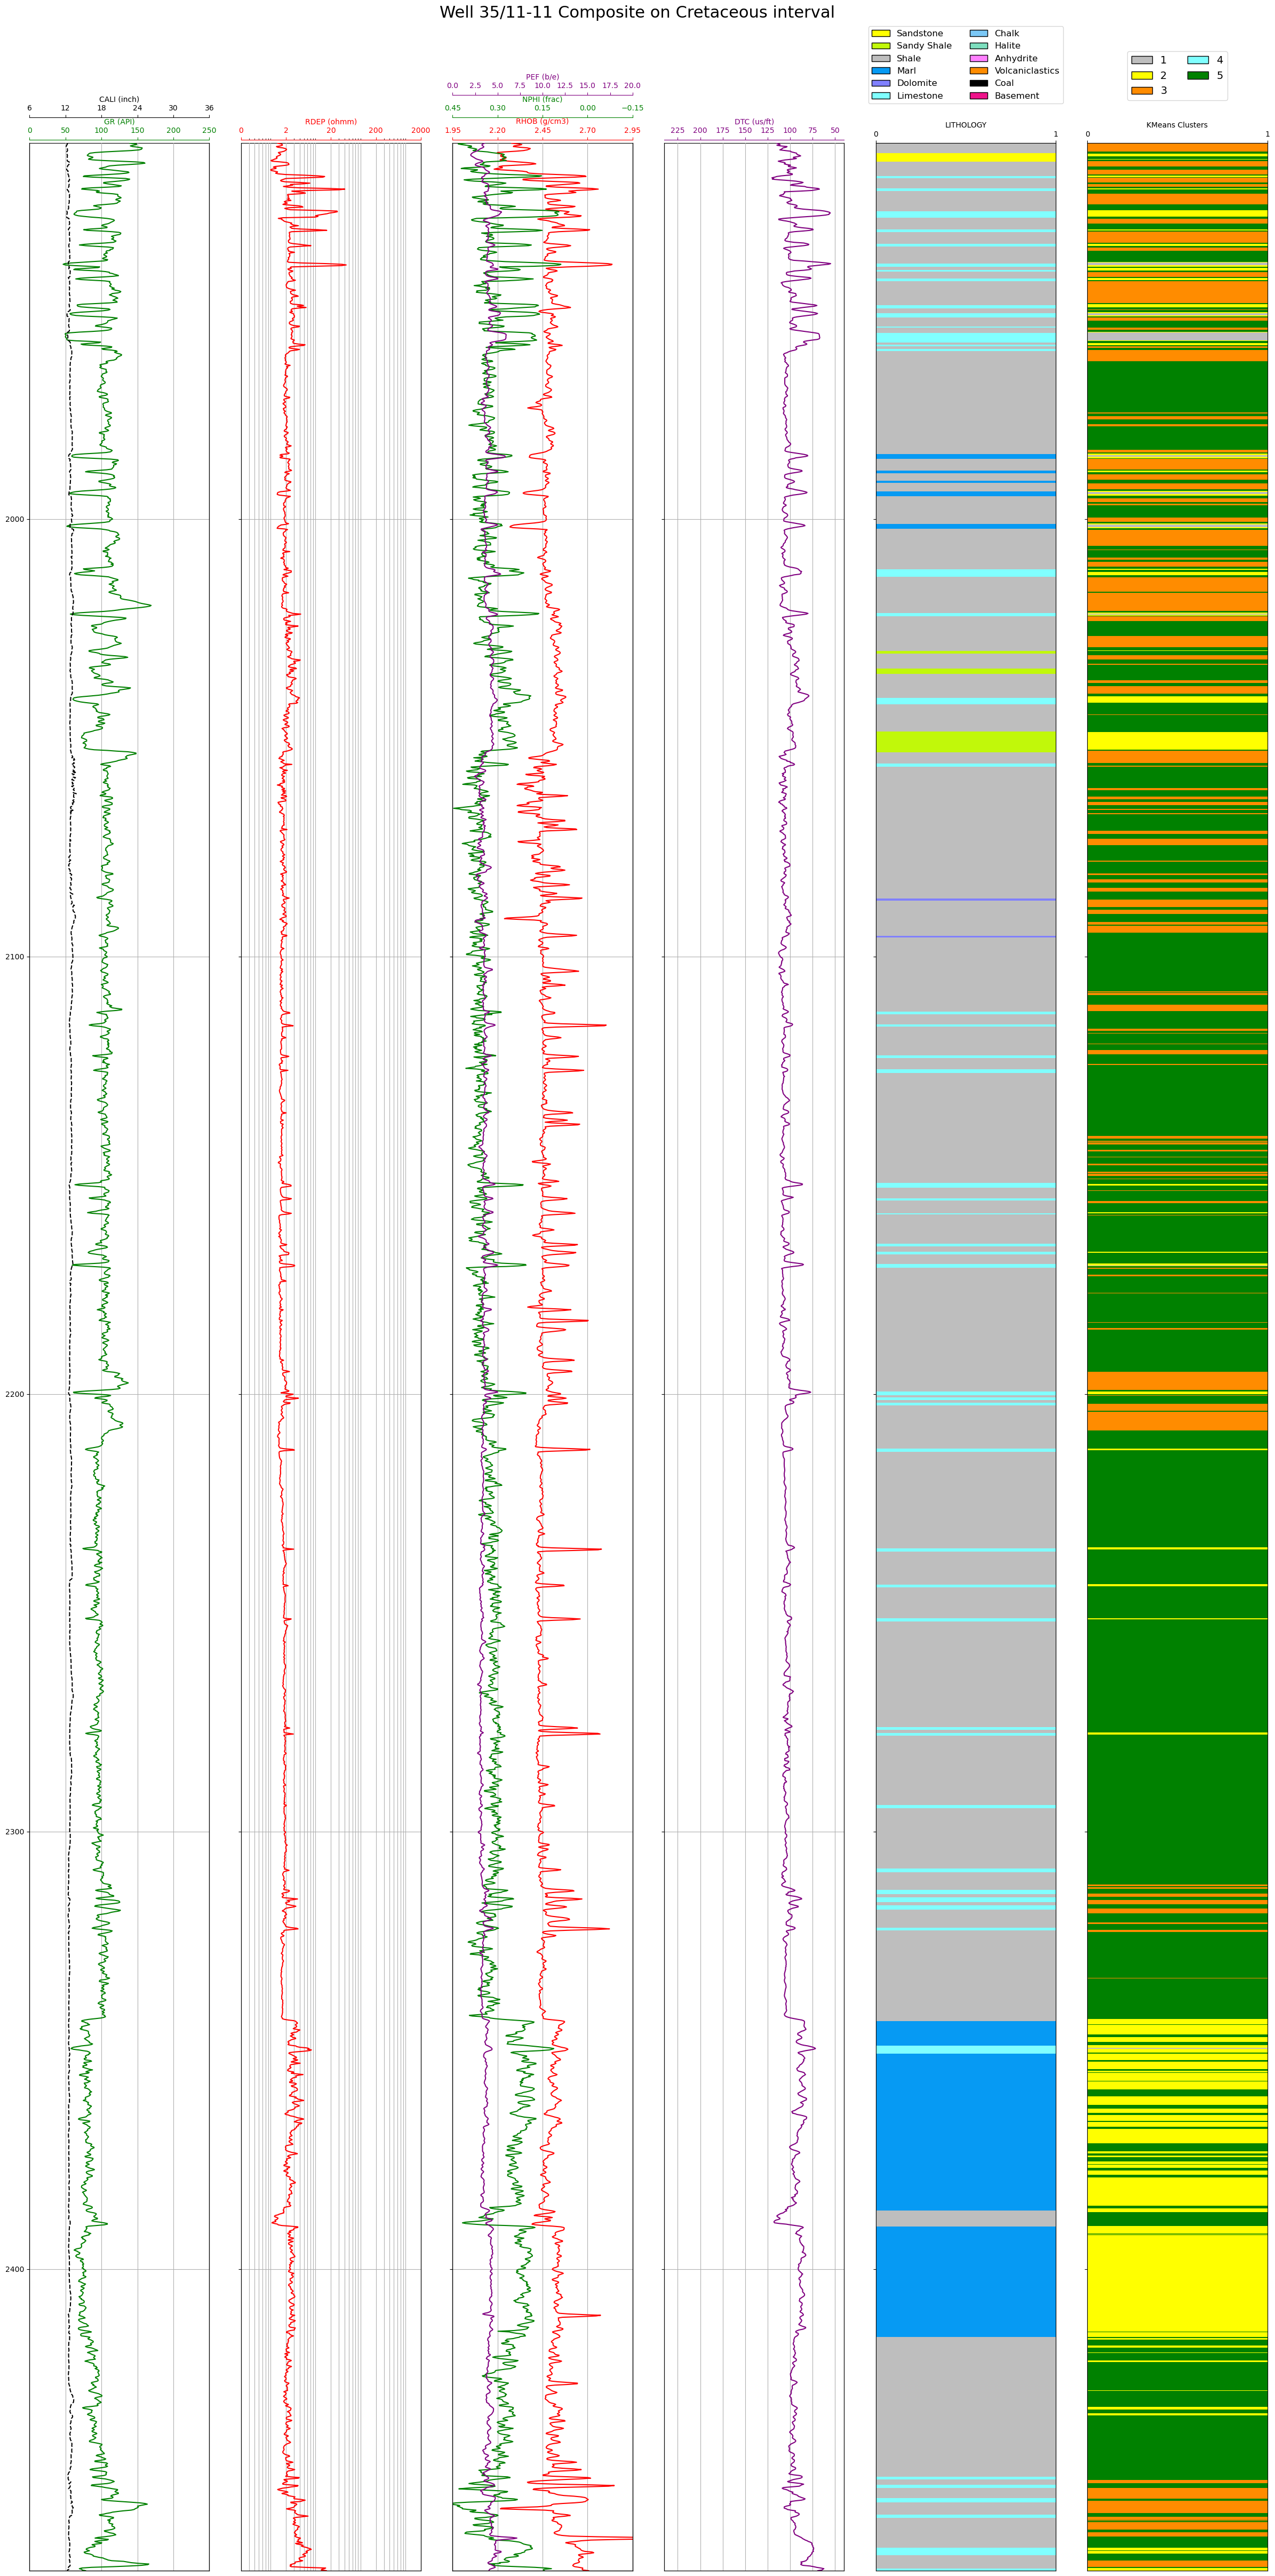 Well 35/11-11 Composite on Cretaceous interval
Sandstone Chalk
Sandy Shale Halite
Shale Anhydrite
Marl Volcaniclastics
Dolomite Coal
Limestone Basement
1 4
2 5
3
PEF (b/e)
0.0 2.5 5.0 7.5 10.0 12.5 15.0 17.5 20.0
CALI (inch)
6 12 18 24 30 36
NPHI (frac)
0.45 0.30 0.15 0.00 −0.15
GR (API)
0 50 100 150 200 250
RDEP (ohmm)
0 2 20 200 2000
RHOB (g/cm3)
1.95 2.20 2.45 2.70 2.95
DTC (us/ft)
225 200 175 150 125 100 75 50
LITHOLOGY
0 1
KMeans Clusters
0 1
2000
2100
2200
2300
2400